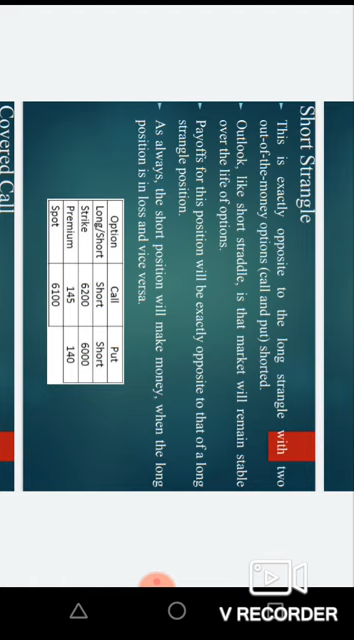 Short Strangle
This is exactly opposite to the long strangle with two
out-of-the-money options (call and put) shorted.
Outlook, like short straddle, is that market will remain stable
over the life of options.
Payoffs for this position will be exactly opposite to that of a long
strangle position.
As always, the short position will make money, when the long
position is in loss and vice versa.
Option Call Put
Long/Short Short Short
Strike 6200 6000
Premium 145 140
Spot 6100
Covered Call
V RECORDER